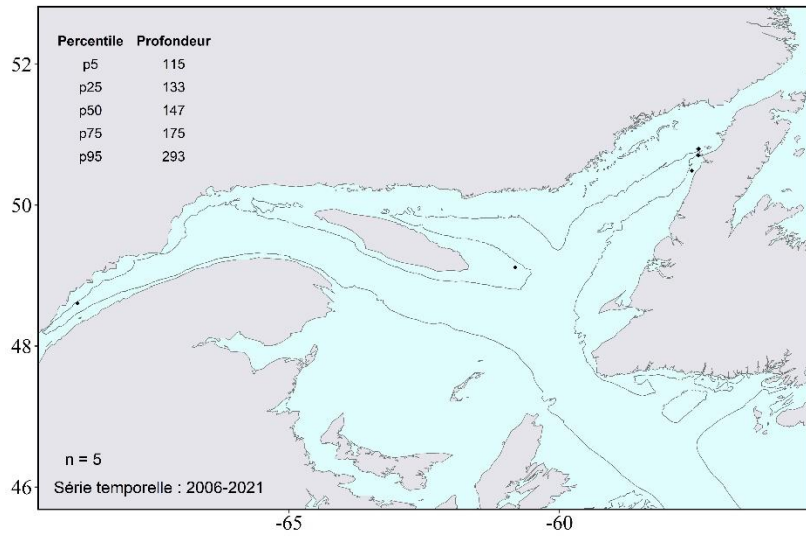 Percentile Profondeur
p5 115
p25 133
p50 147
p75 175
p95 293
52
50
48
46
n = 5
Série temporelle : 2006-2021
-65 -60